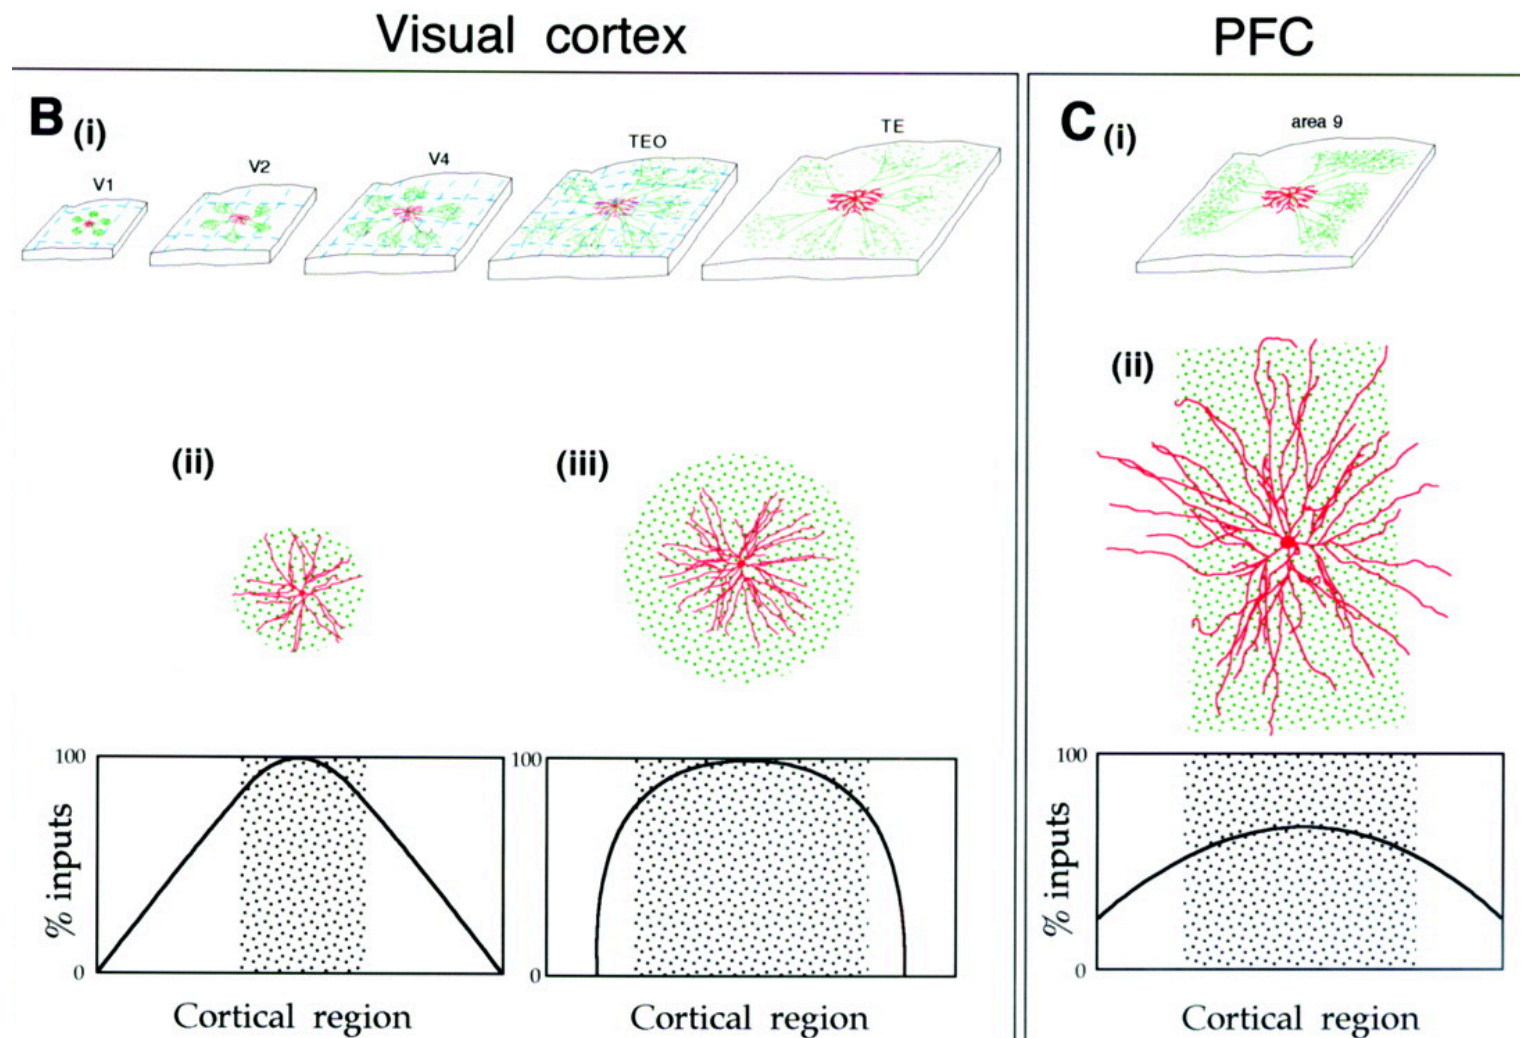 Visual cortex
PFC
B (i)
V1
V2
V4
TEO
TE
(ii)
(iii)
100
0
% inputs
Cortical region
100
0
Cortical region
C (i)
area 9
(ii)
100
0
% inputs
Cortical region